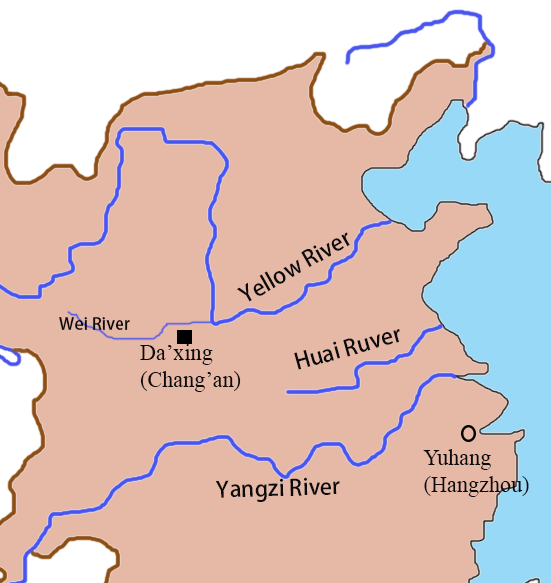 Yellow River
Wei River
Da'xing
(Chang'an)
Huai Ruver
Yuhang
(Hangzhou)
Yangzi River